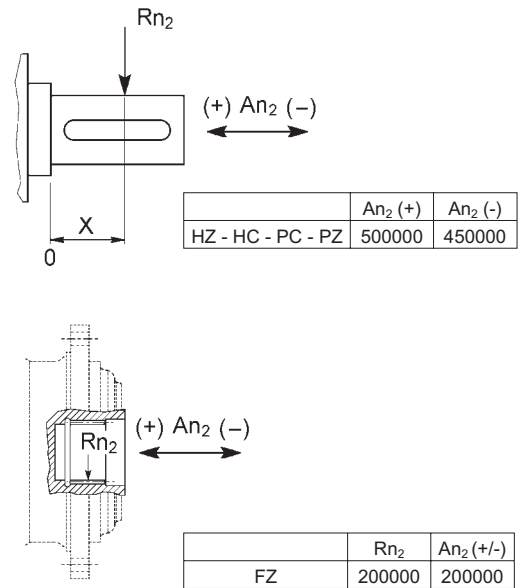 Rn₂
(+) An₂ (–)
X
0
An₂ (+) An₂ (-)
HZ - HC - PC - PZ 500000 450000
Rn₂
(+) An₂ (–)
Rn₂ An₂ (+/-)
FZ 200000 200000